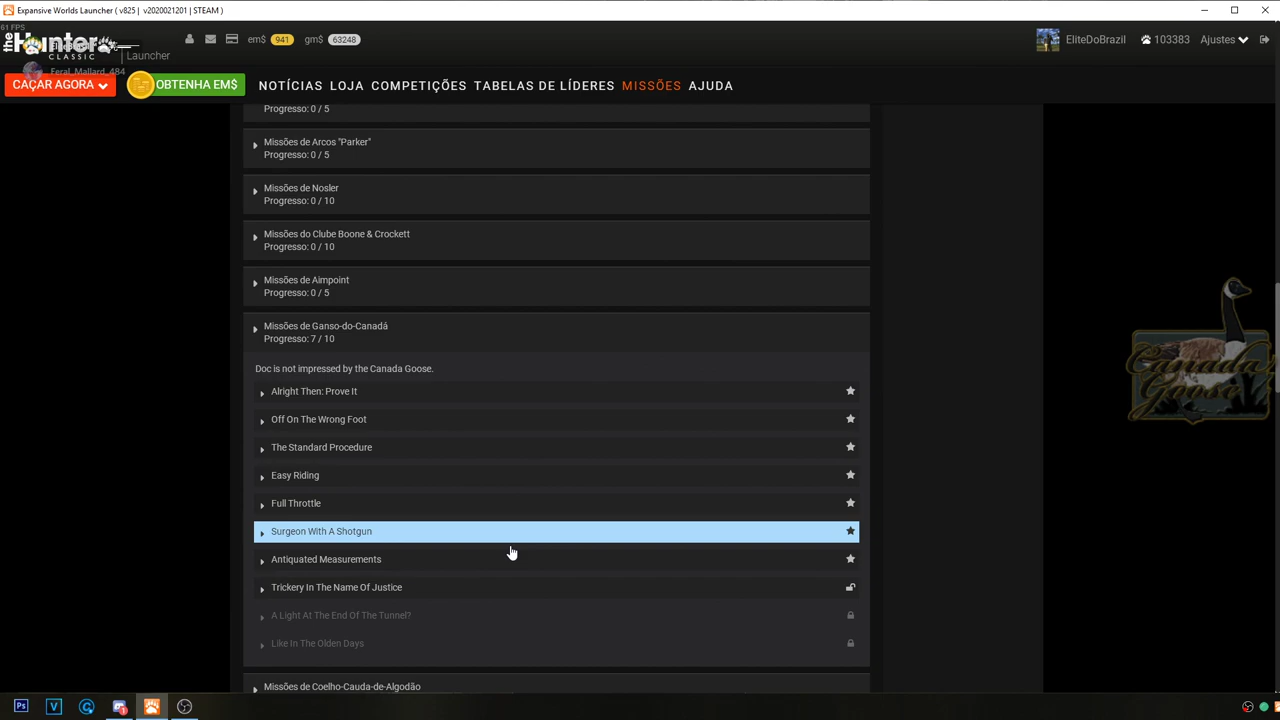 Expansive Worlds Launcher ( v825 | v2020021201 | STEAM )
61 FPS
theHunter
CLASSIC
Launcher
em$ 941 gm$ 63248
EliteDoBrazil 103383 Ajustes
Feral_Mallard_484
CAÇAR AGORA OBTENHA EM$ NOTÍCIAS LOJA COMPETIÇÕES TABELAS DE LÍDERES MISSÕES AJUDA
Progresso: 0 / 5
Missões de Arcos "Parker"
Progresso: 0 / 5
Missões de Nosler
Progresso: 0 / 10
Missões do Clube Boone & Crockett
Progresso: 0 / 10
Missões de Aimpoint
Progresso: 0 / 5
Missões de Ganso-do-Canadá
Progresso: 7 / 10
Doc is not impressed by the Canada Goose.
Alright Then: Prove It
Off On The Wrong Foot
The Standard Procedure
Easy Riding
Full Throttle
Surgeon With A Shotgun
Antiquated Measurements
Trickery In The Name Of Justice
A Light At The End Of The Tunnel?
Like In The Olden Days
Missões de Coelho-Cauda-de-Algodão
Canada
Goose
Ps V